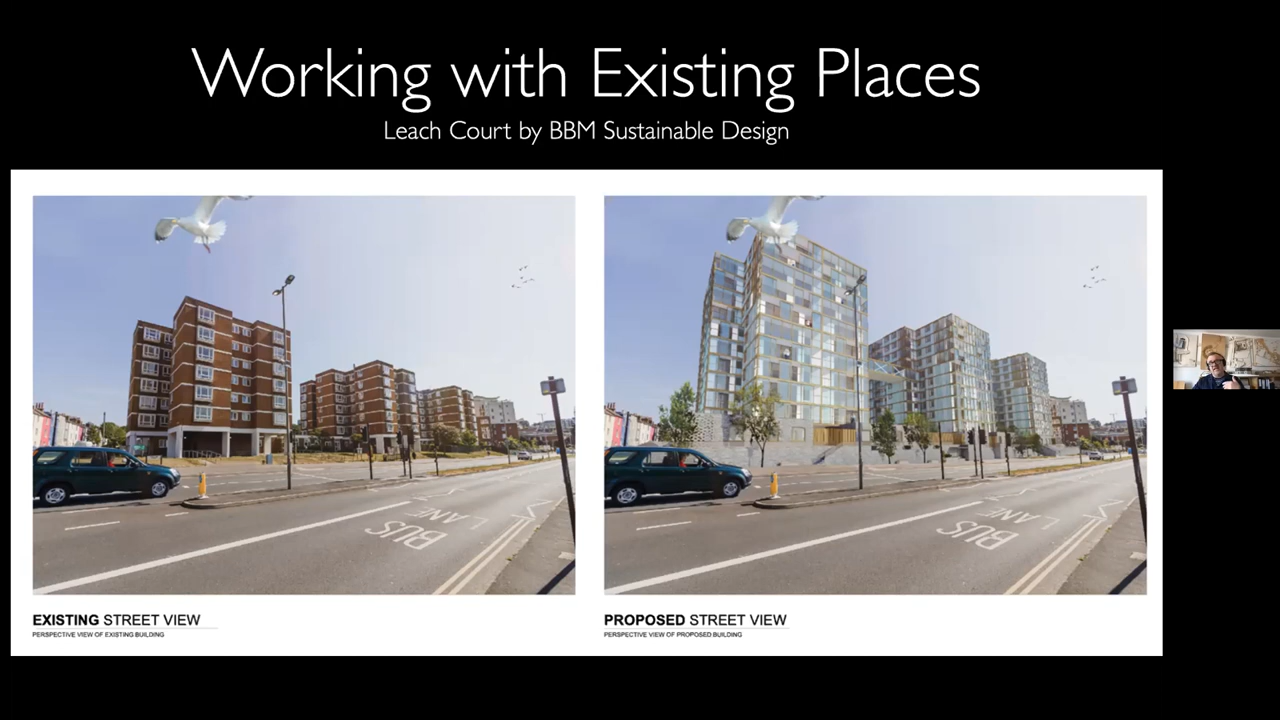 Working with Existing Places
Leach Court by BBM Sustainable Design
BUS
LANE
BUS
LANE
EXISTING STREET VIEW
PERSPECTIVE VIEW OF EXISTING BUILDING
PROPOSED STREET VIEW
PERSPECTIVE VIEW OF PROPOSED BUILDING